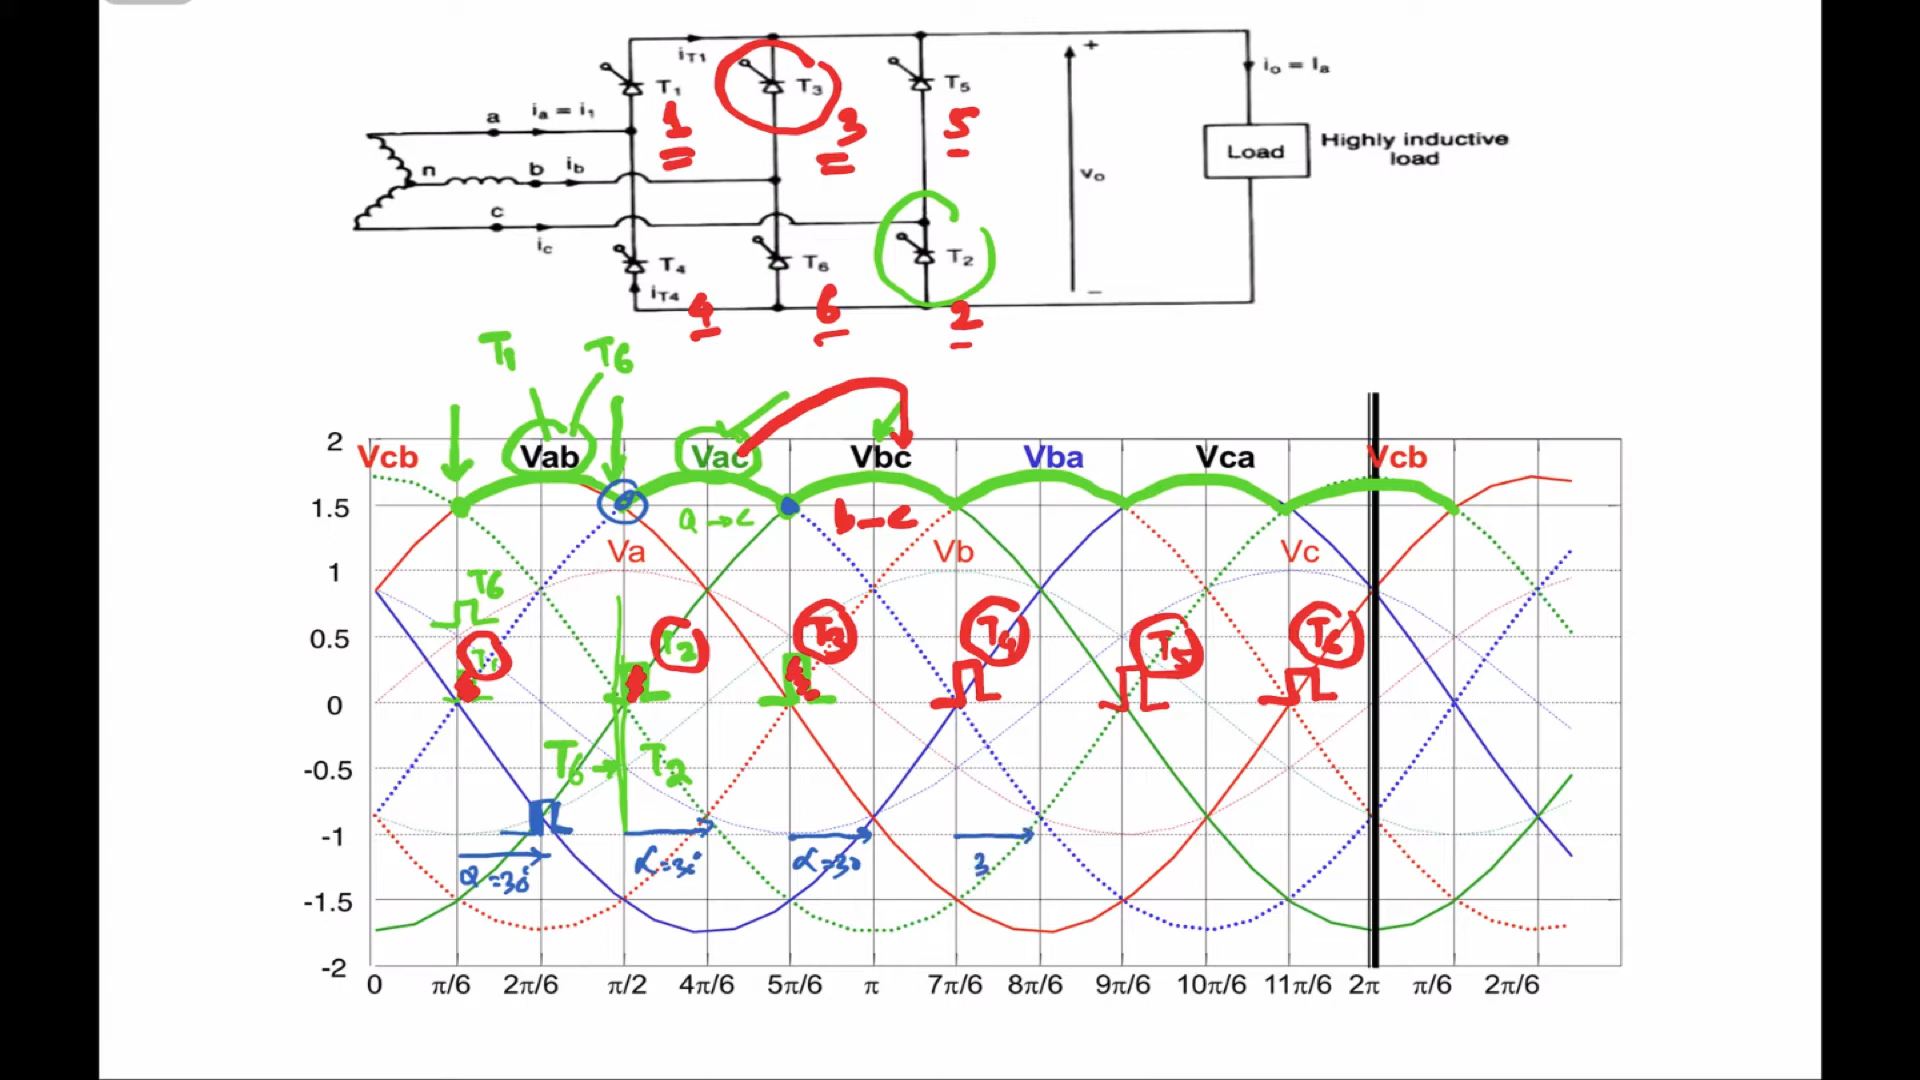 iT1
T1
T3
T5
+
io = Ia
a
ia = i1
1
3
5
Load
Highly inductive
load
n
b
ib
vo
c
ic
T4
T6
T2
iT4
−
4
6
2
T1
T6
2
Vcb
Vab
Vac
Vbc
Vba
Vca
Vcb
1.5
a → c
b – c
Va
Vb
Vc
1
T6
0.5
T1
T2
T3
T4
T5
T6
0
-0.5
T6
T2
-1
α = 30°
α = 30°
α = 30
3
-1.5
-2
0
π/6
2π/6
π/2
4π/6
5π/6
π
7π/6
8π/6
9π/6
10π/6
11π/6
2π
π/6
2π/6